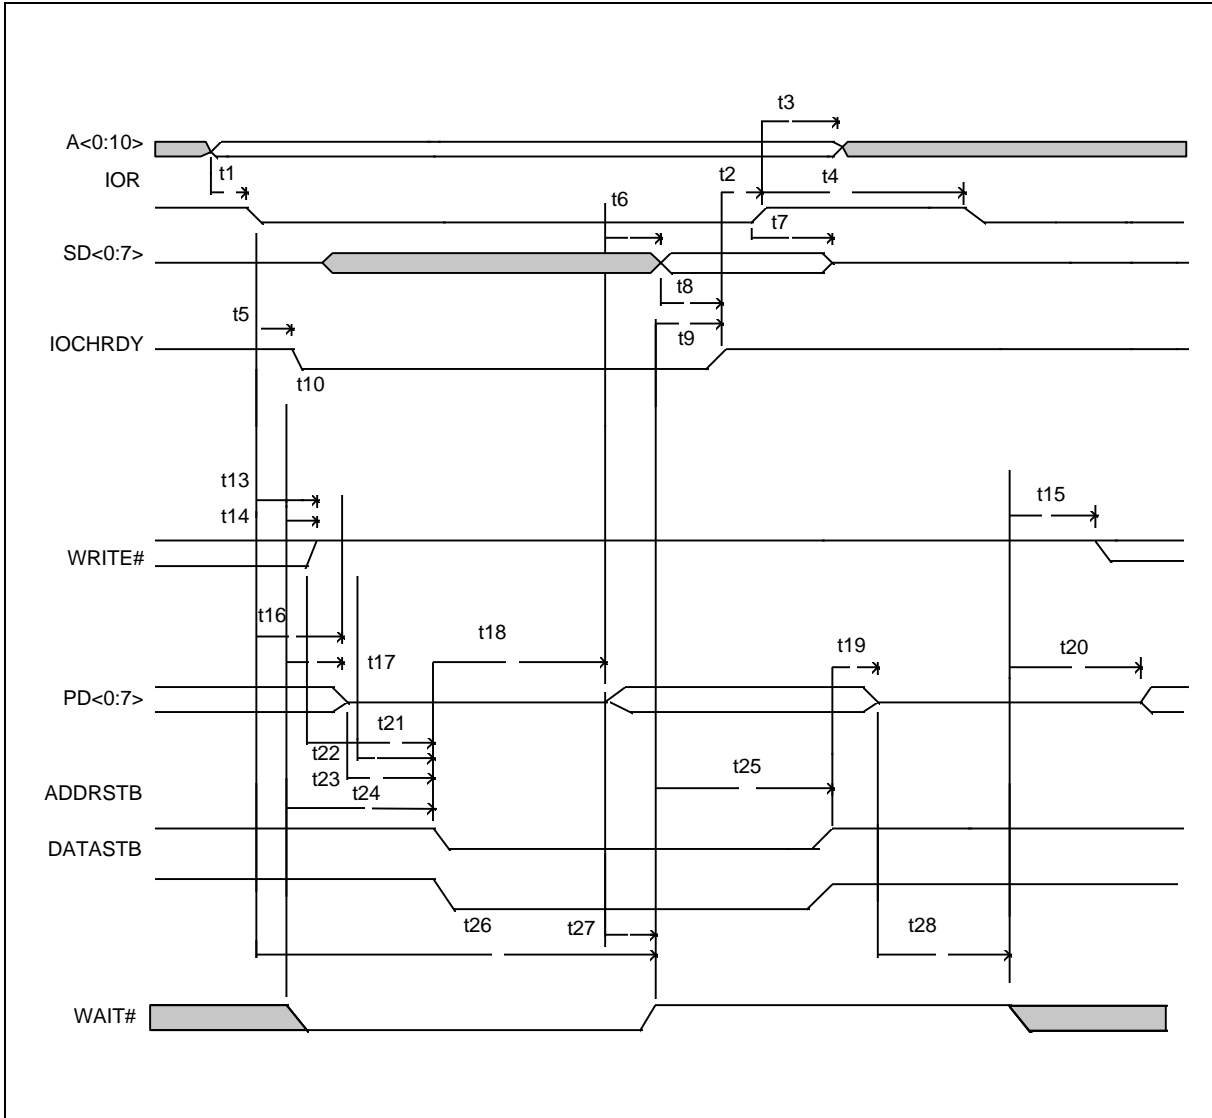 t3
A<0:10>
t1
t2
t4
IOR
t6
t7
SD<0:7>
t8
t5
t9
IOCHRDY
t10
t13
t15
t14
WRITE#
t16
t18
t19
t20
t17
PD<0:7>
t21
t22
t23
t25
ADDRSTB
t24
DATASTB
t26
t27
t28
WAIT#